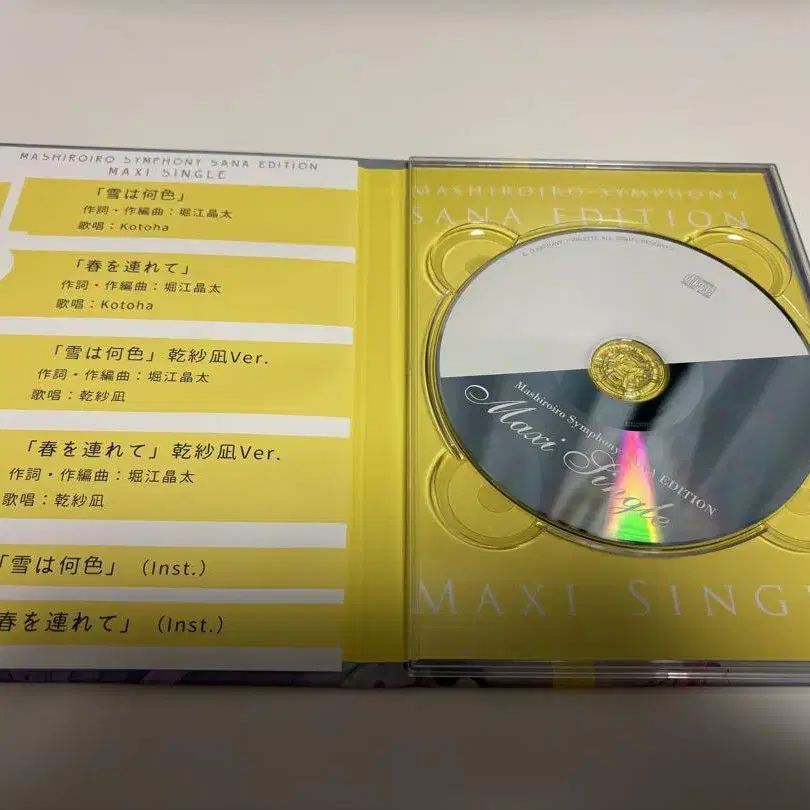 MASHIROIRO SYMPHONY SANA EDITION
MAXI SINGLE
「雪は何色」
作詞・作編曲：堀江晶太
歌唱：Kotoha
「春を連れて」
作詞・作編曲：堀江晶太
歌唱：Kotoha
「雪は何色」乾紗凪Ver.
作詞・作編曲：堀江晶太
歌唱：乾紗凪
「春を連れて」乾紗凪Ver.
作詞・作編曲：堀江晶太
歌唱：乾紗凪
「雪は何色」（Inst.）
春を連れて」（Inst.）
MASHIROIRO SYMPHONY
SANA EDITION
Mashiroiro Symphony SANA EDITION
Maxi Single
MAXI SING